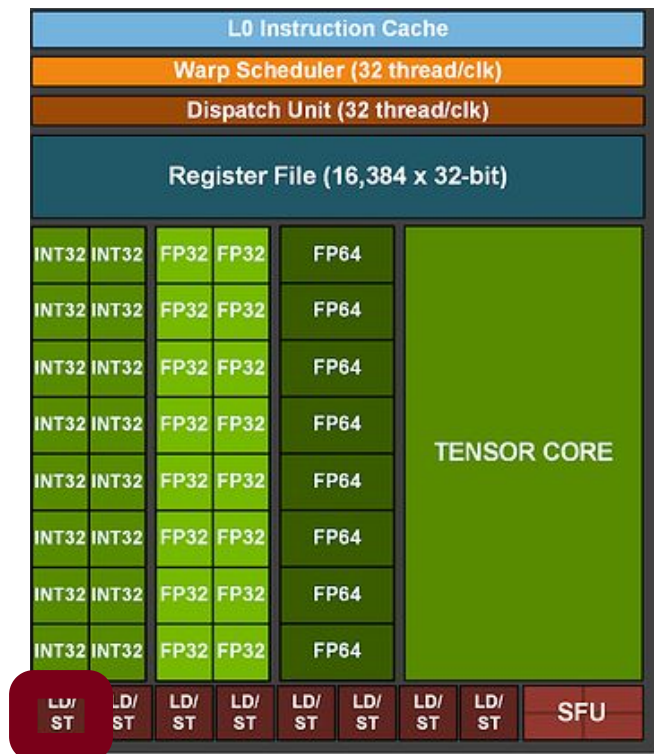 L0 Instruction Cache
Warp Scheduler (32 thread/clk)
Dispatch Unit (32 thread/clk)
Register File (16,384 x 32-bit)
INT32 INT32 FP32 FP32 FP64
INT32 INT32 FP32 FP32 FP64
INT32 INT32 FP32 FP32 FP64
INT32 INT32 FP32 FP32 FP64
TENSOR CORE
INT32 INT32 FP32 FP32 FP64
INT32 INT32 FP32 FP32 FP64
INT32 INT32 FP32 FP32 FP64
INT32 INT32 FP32 FP32 FP64
LD/ LD/ LD/ LD/ LD/ LD/ LD/ LD/
ST ST ST ST ST ST ST ST
SFU